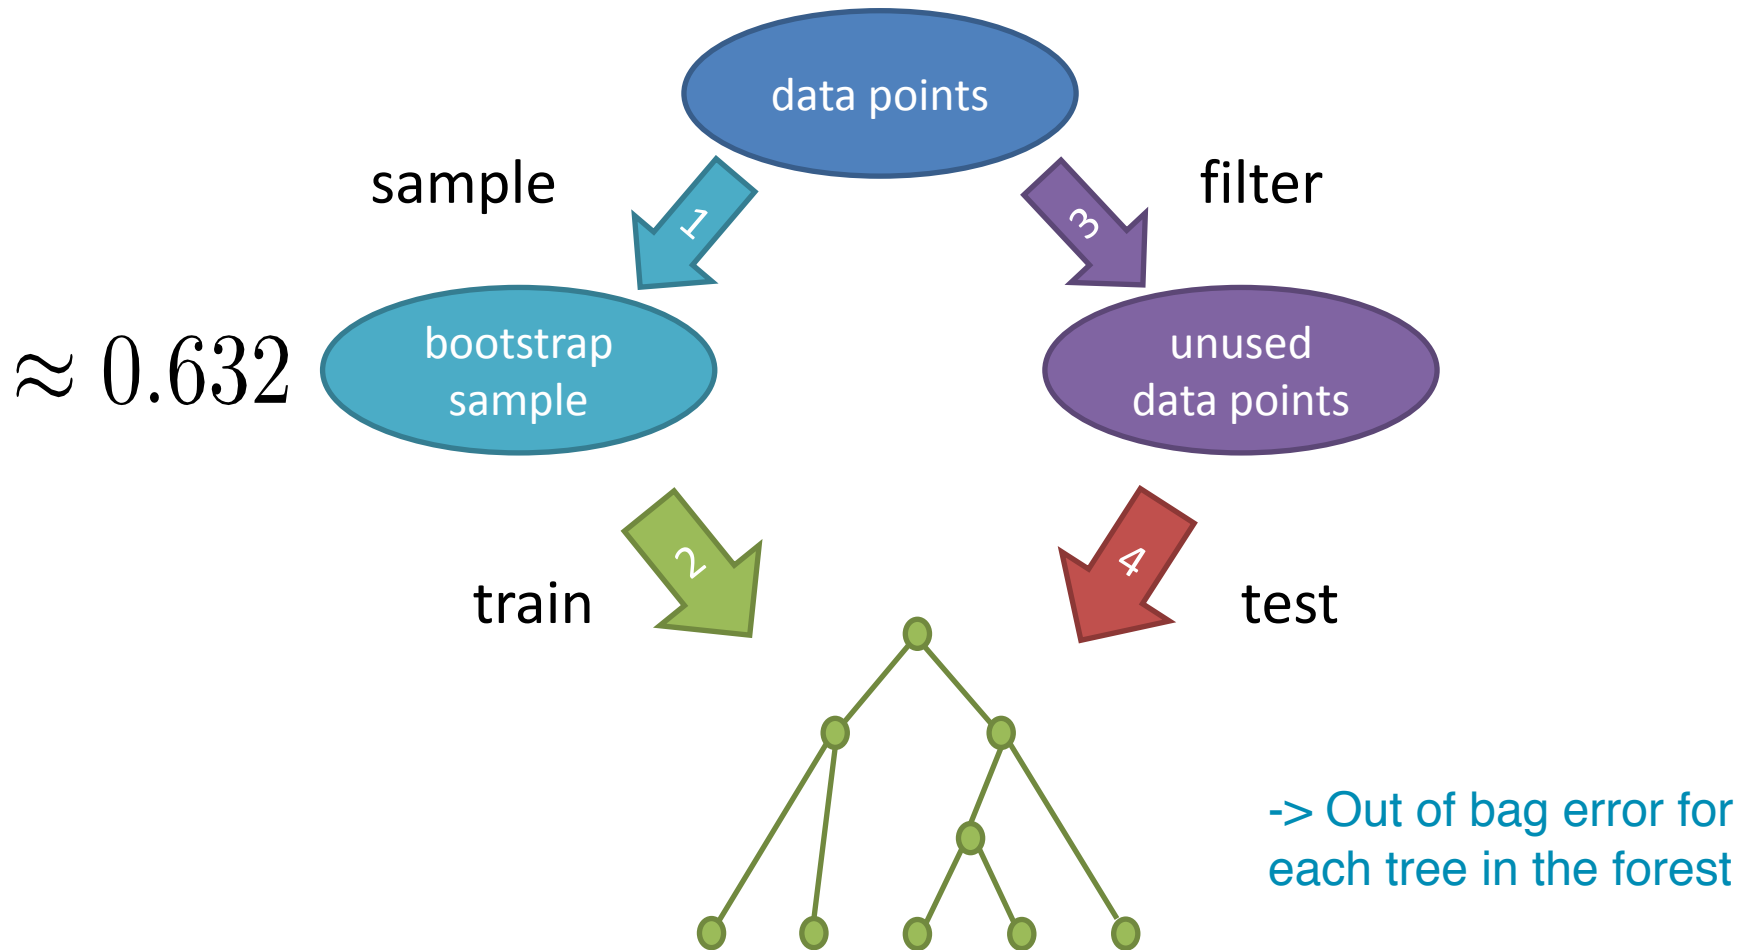 data points
sample
filter
1
3
≈ 0.632
bootstrap
sample
unused
data points
2
4
train
test
-> Out of bag error for
each tree in the forest